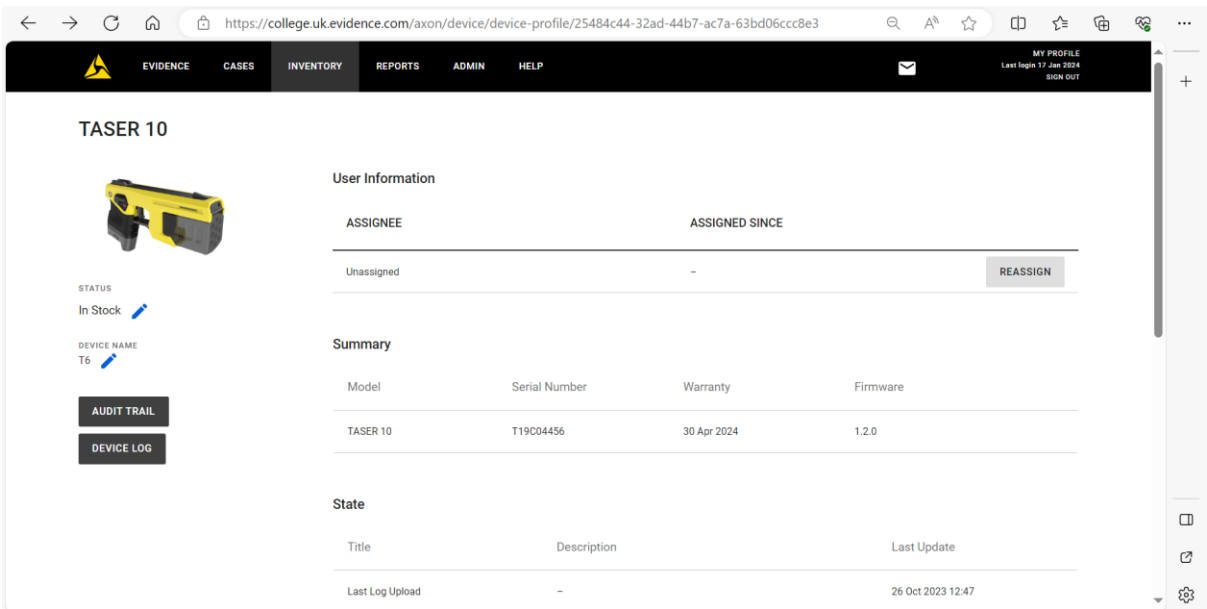 https://college.uk.evidence.com/axon/device/device-profile/25484c44-32ad-44b7-ac7a-63bd06ccc8e3
EVIDENCE CASES INVENTORY REPORTS ADMIN HELP
MY PROFILE
Last login 17 Jan 2024
SIGN OUT
TASER 10
STATUS
In Stock
DEVICE NAME
T6
AUDIT TRAIL
DEVICE LOG
User Information
ASSIGNEE ASSIGNED SINCE
Unassigned – REASSIGN
Summary
Model Serial Number Warranty Firmware
TASER 10 T19C04456 30 Apr 2024 1.2.0
State
Title Description Last Update
Last Log Upload – 26 Oct 2023 12:47